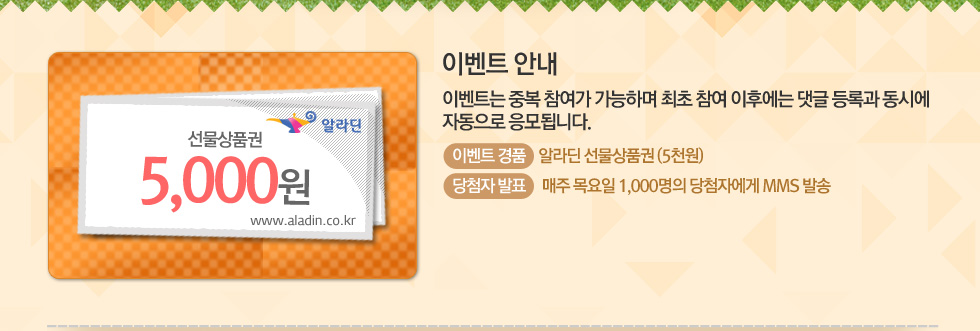 알라딘
선물상품권
5,000원
www.aladin.co.kr
이벤트 안내
이벤트는 중복 참여가 가능하며 최초 참여 이후에는 댓글 등록과 동시에
자동으로 응모됩니다.
이벤트 경품 알라딘 선물상품권 (5천원)
당첨자 발표 매주 목요일 1,000명의 당첨자에게 MMS 발송